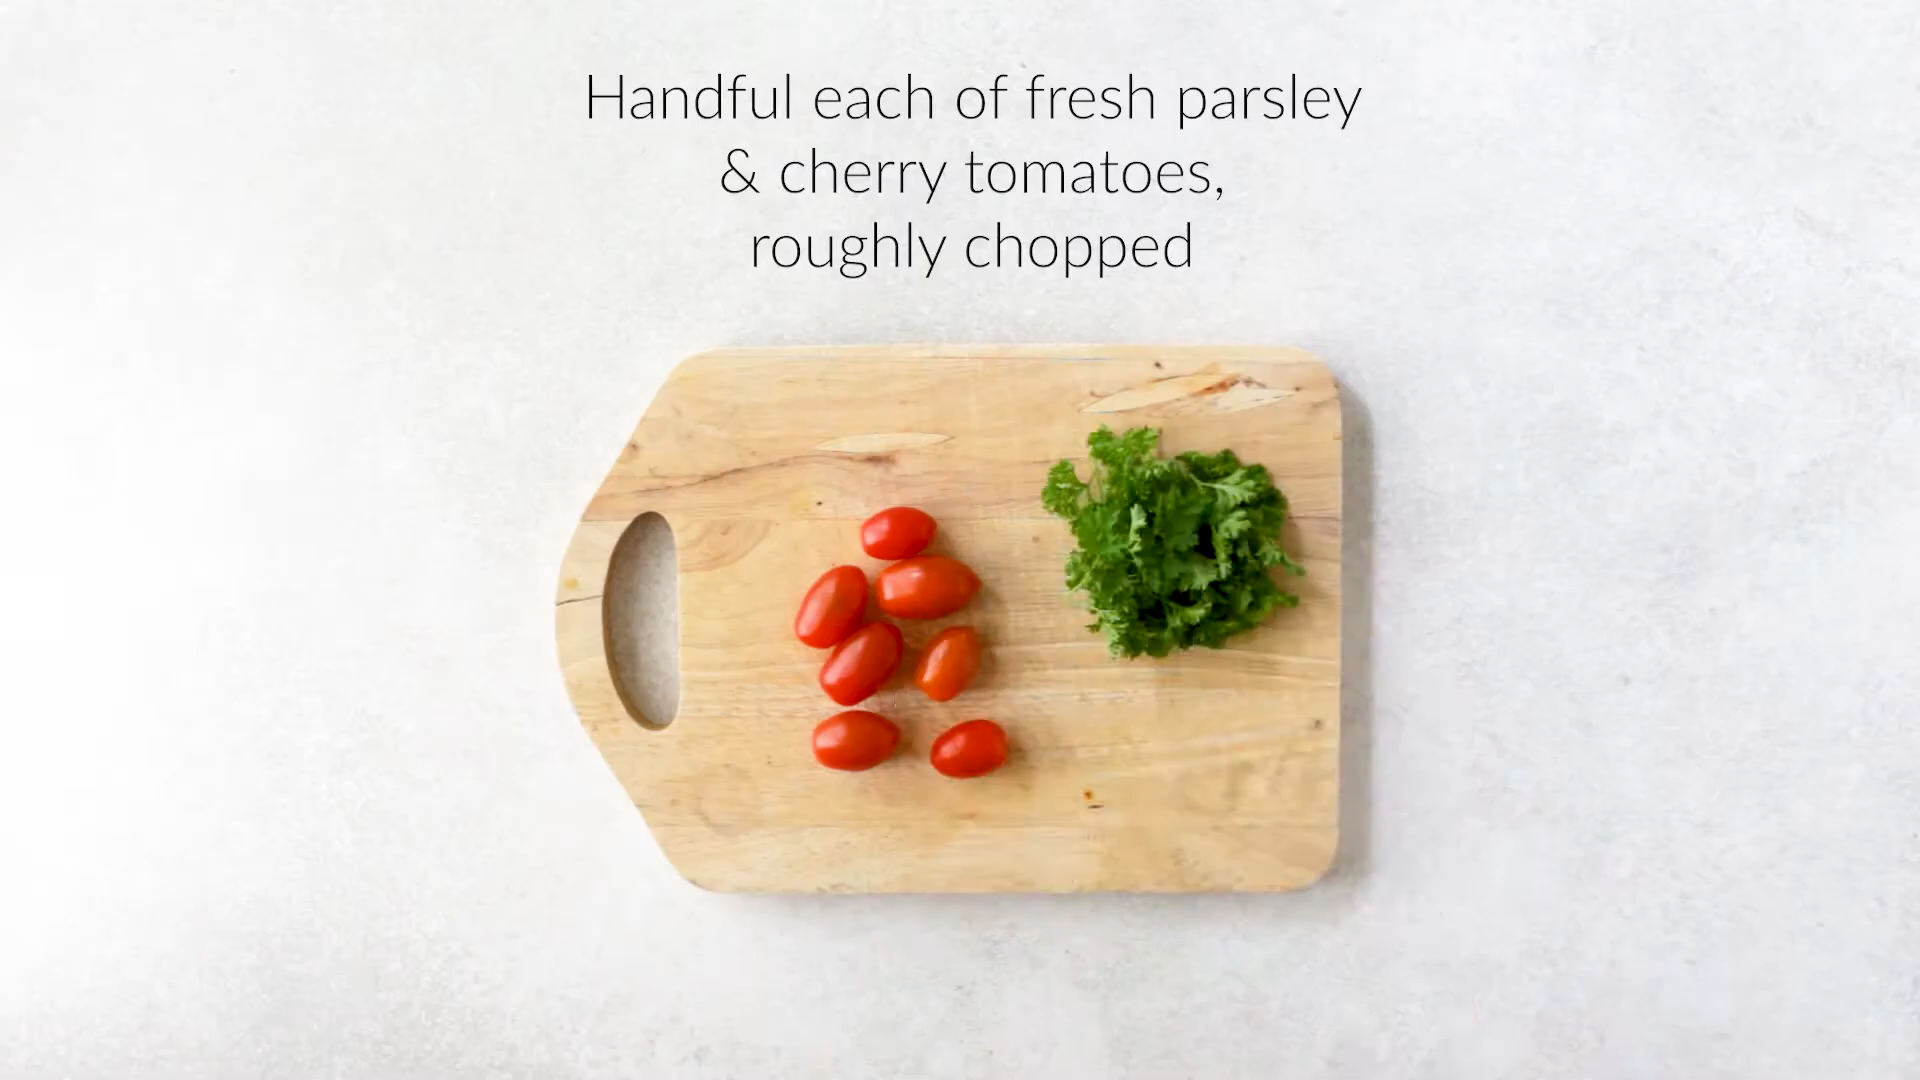 Handful each of fresh parsley
& cherry tomatoes,
roughly chopped